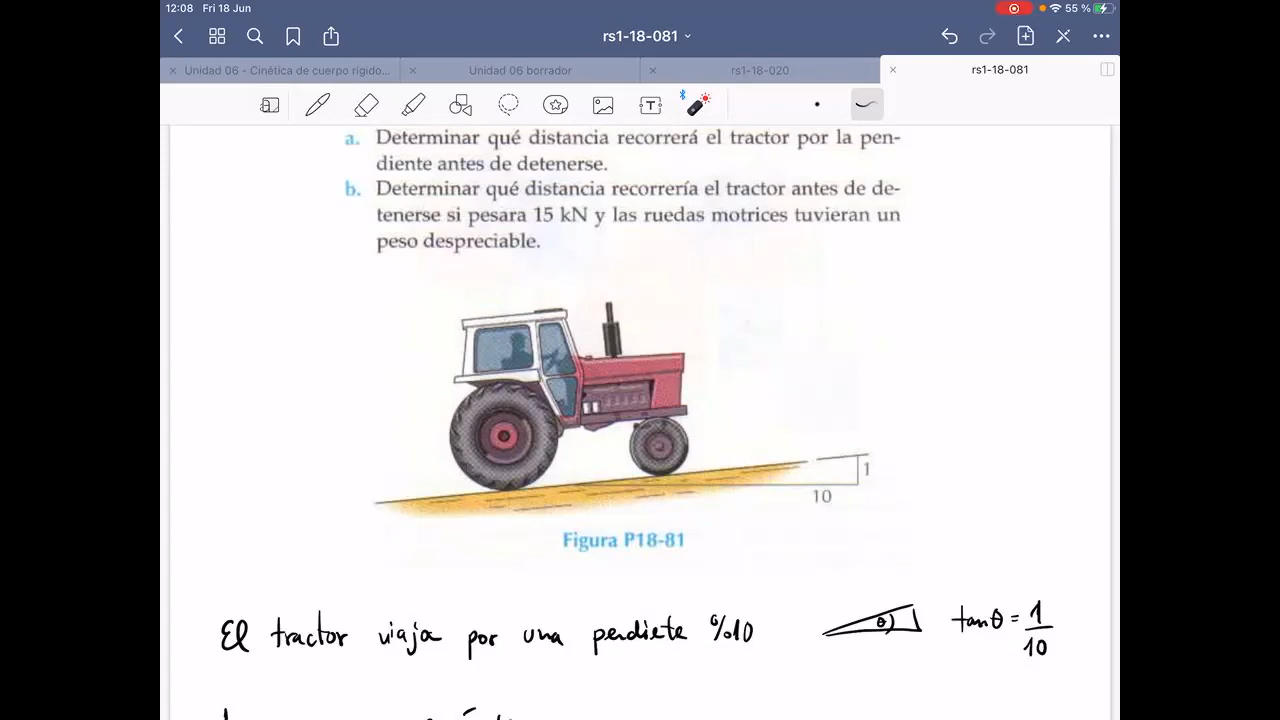 12:08 Fri 18 Jun
55 %
rs1-18-081
Unidad 06 - Cinética de cuerpo rígido...
Unidad 06 borrador
rs1-18-020
rs1-18-081
T
a. Determinar qué distancia recorrerá el tractor por la pen-
diente antes de detenerse.
b. Determinar qué distancia recorrería el tractor antes de de-
tenerse si pesara 15 kN y las ruedas motrices tuvieran un
peso despreciable.
1
10
Figura P18-81
El tractor viaja por una pendiete %10
θ
tanθ = 1/10